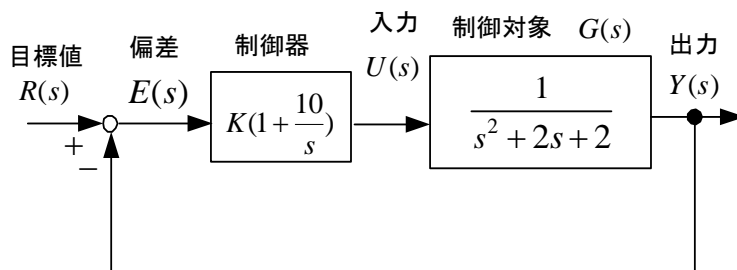 目標値
R(s)
+
−
偏差
E(s)
制御器
K(1+10/s)
入力
U(s)
制御対象 G(s)
1/(s²+2s+2)
出力
Y(s)